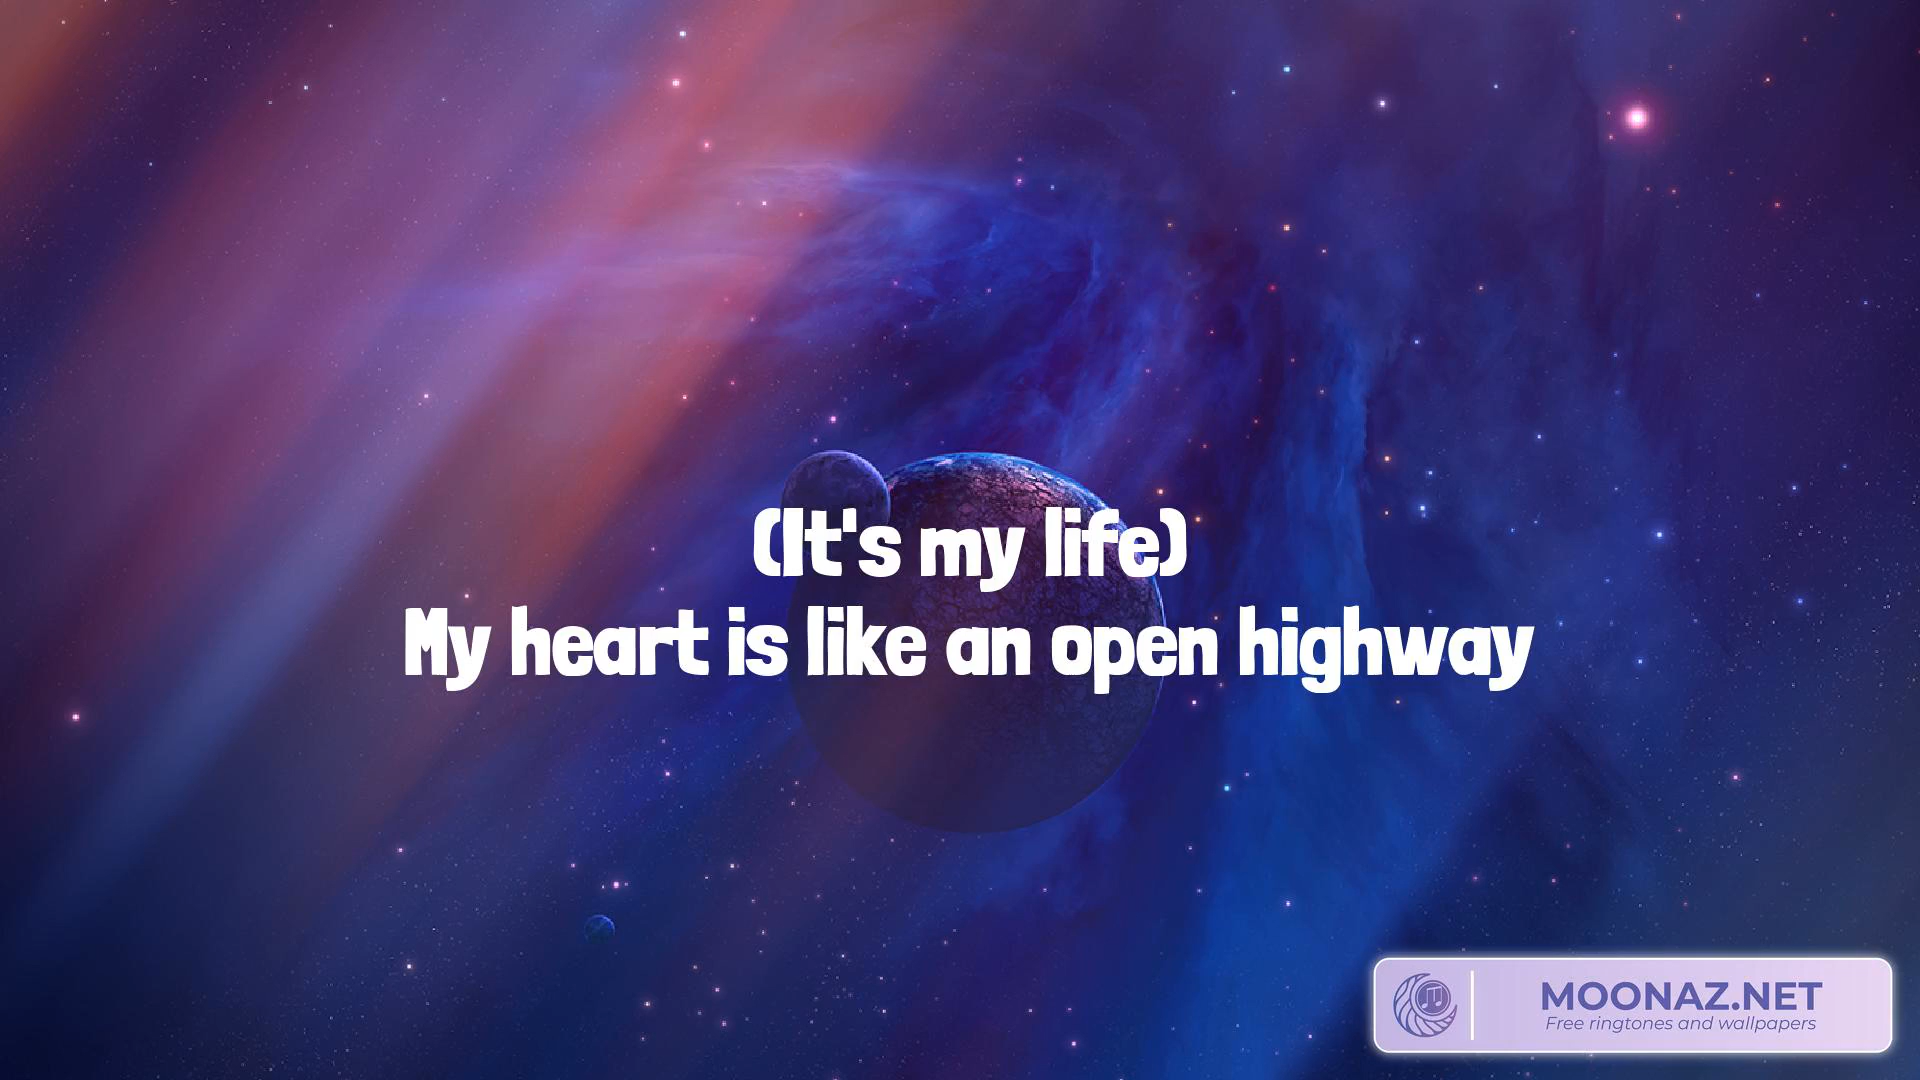 (It's my life)
My heart is like an open highway
MOONAZ.NET
Free ringtones and wallpapers